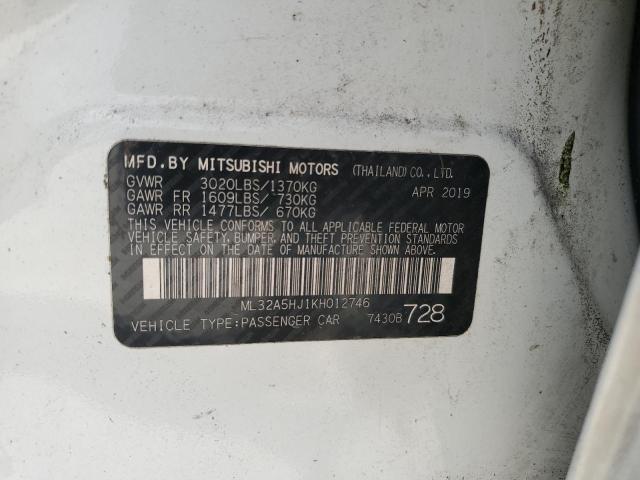 MFD.BY MITSUBISHI MOTORS (THAILAND)CO.,LTD.
GVWR 3020LBS/1370KG APR 2019
GAWR FR 1609LBS/730KG
GAWR RR 1477LBS/670KG
THIS VEHICLE CONFORMS TO ALL APPLICABLE FEDERAL MOTOR
VEHICLE SAFETY, BUMPER, AND THEFT PREVENTION STANDARDS
IN EFFECT ON THE DATE OF MANUFACTURE SHOWN ABOVE.
ML32A5HJ1KH012746
VEHICLE TYPE:PASSENGER CAR 7430B 728